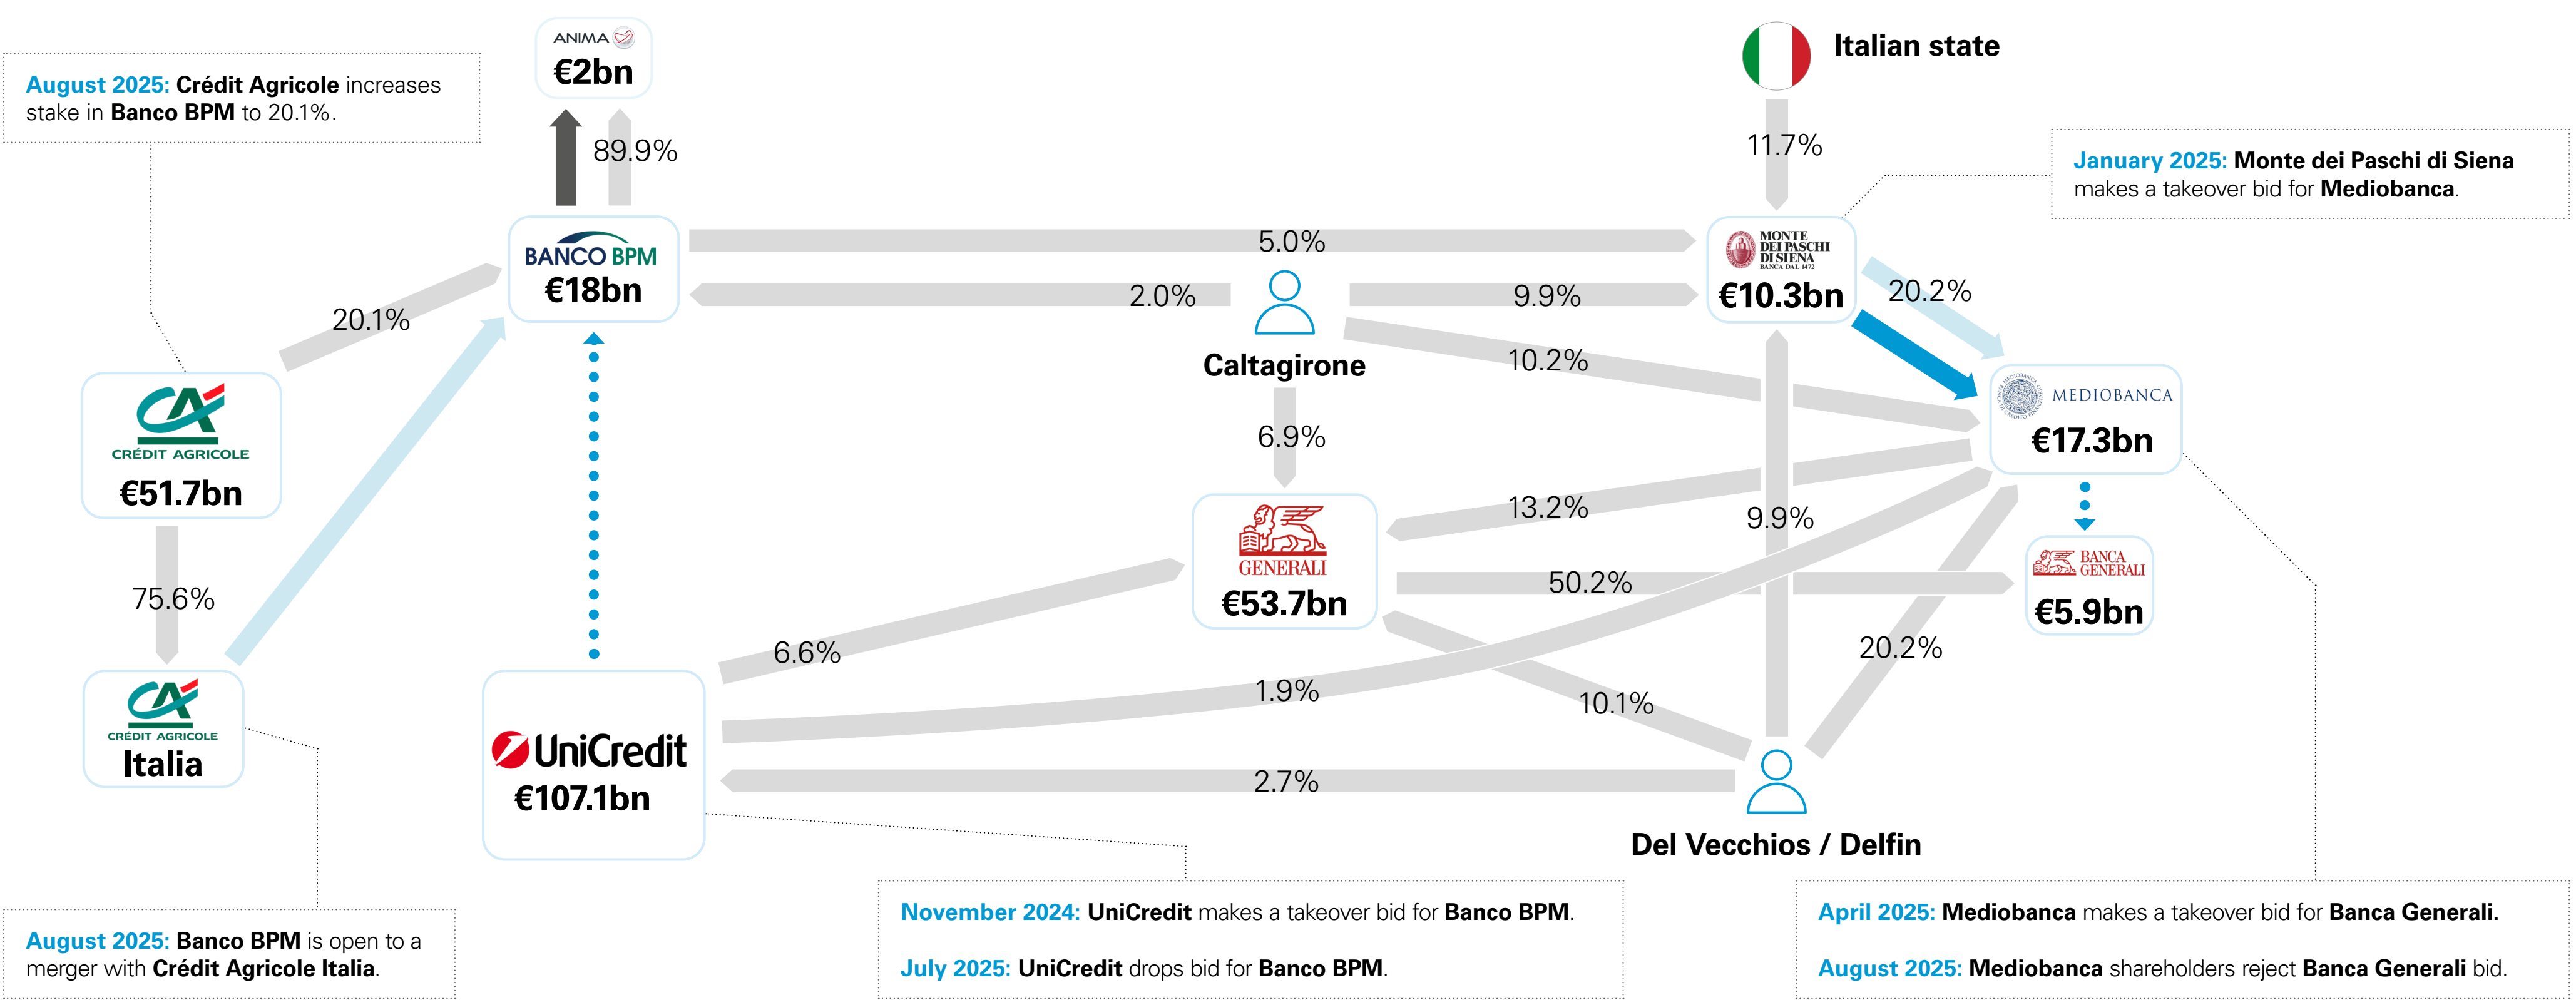 ANIMA
€2bn
Italian state
August 2025: Crédit Agricole increases
stake in Banco BPM to 20.1%.
89.9%
11.7%
January 2025: Monte dei Paschi di Siena
makes a takeover bid for Mediobanca.
BANCO BPM
€18bn
5.0%
2.0%
Caltagirone
9.9%
MONTE
DEI PASCHI
DI SIENA
BANCA DAL 1472
€10.3bn
20.2%
20.1%
10.2%
CRÉDIT AGRICOLE
€51.7bn
6.9%
MEDIOBANCA
€17.3bn
13.2%
9.9%
GENERALI
€53.7bn
50.2%
BANCA
GENERALI
€5.9bn
75.6%
6.6%
1.9%
10.1%
20.2%
CRÉDIT AGRICOLE
Italia
UniCredit
€107.1bn
2.7%
Del Vecchios / Delfin
August 2025: Banco BPM is open to a
merger with Crédit Agricole Italia.
November 2024: UniCredit makes a takeover bid for Banco BPM.
July 2025: UniCredit drops bid for Banco BPM.
April 2025: Mediobanca makes a takeover bid for Banca Generali.
August 2025: Mediobanca shareholders reject Banca Generali bid.